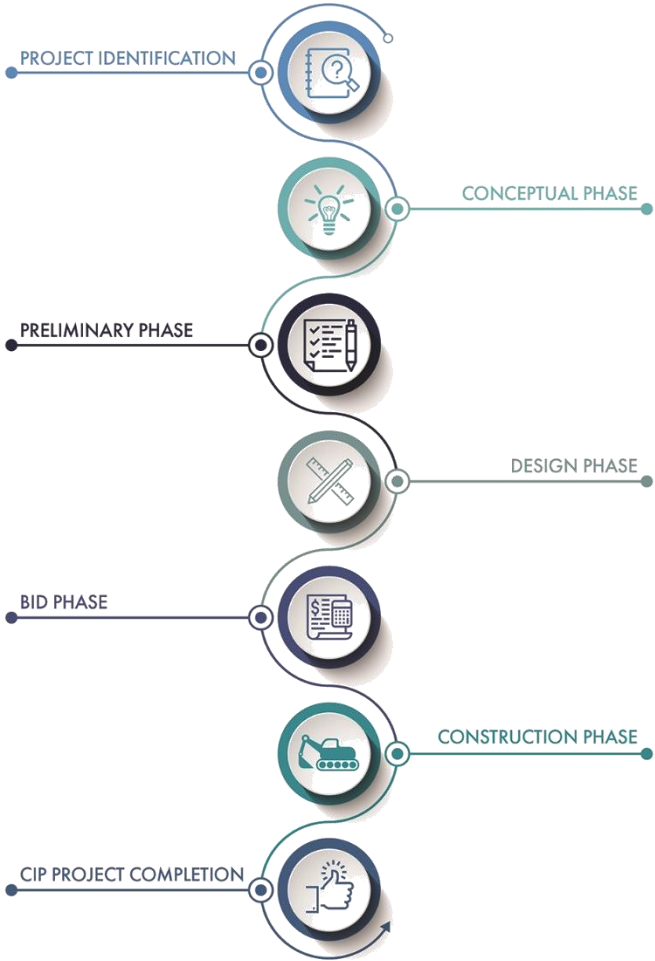 PROJECT IDENTIFICATION
CONCEPTUAL PHASE
PRELIMINARY PHASE
DESIGN PHASE
BID PHASE
CONSTRUCTION PHASE
CIP PROJECT COMPLETION